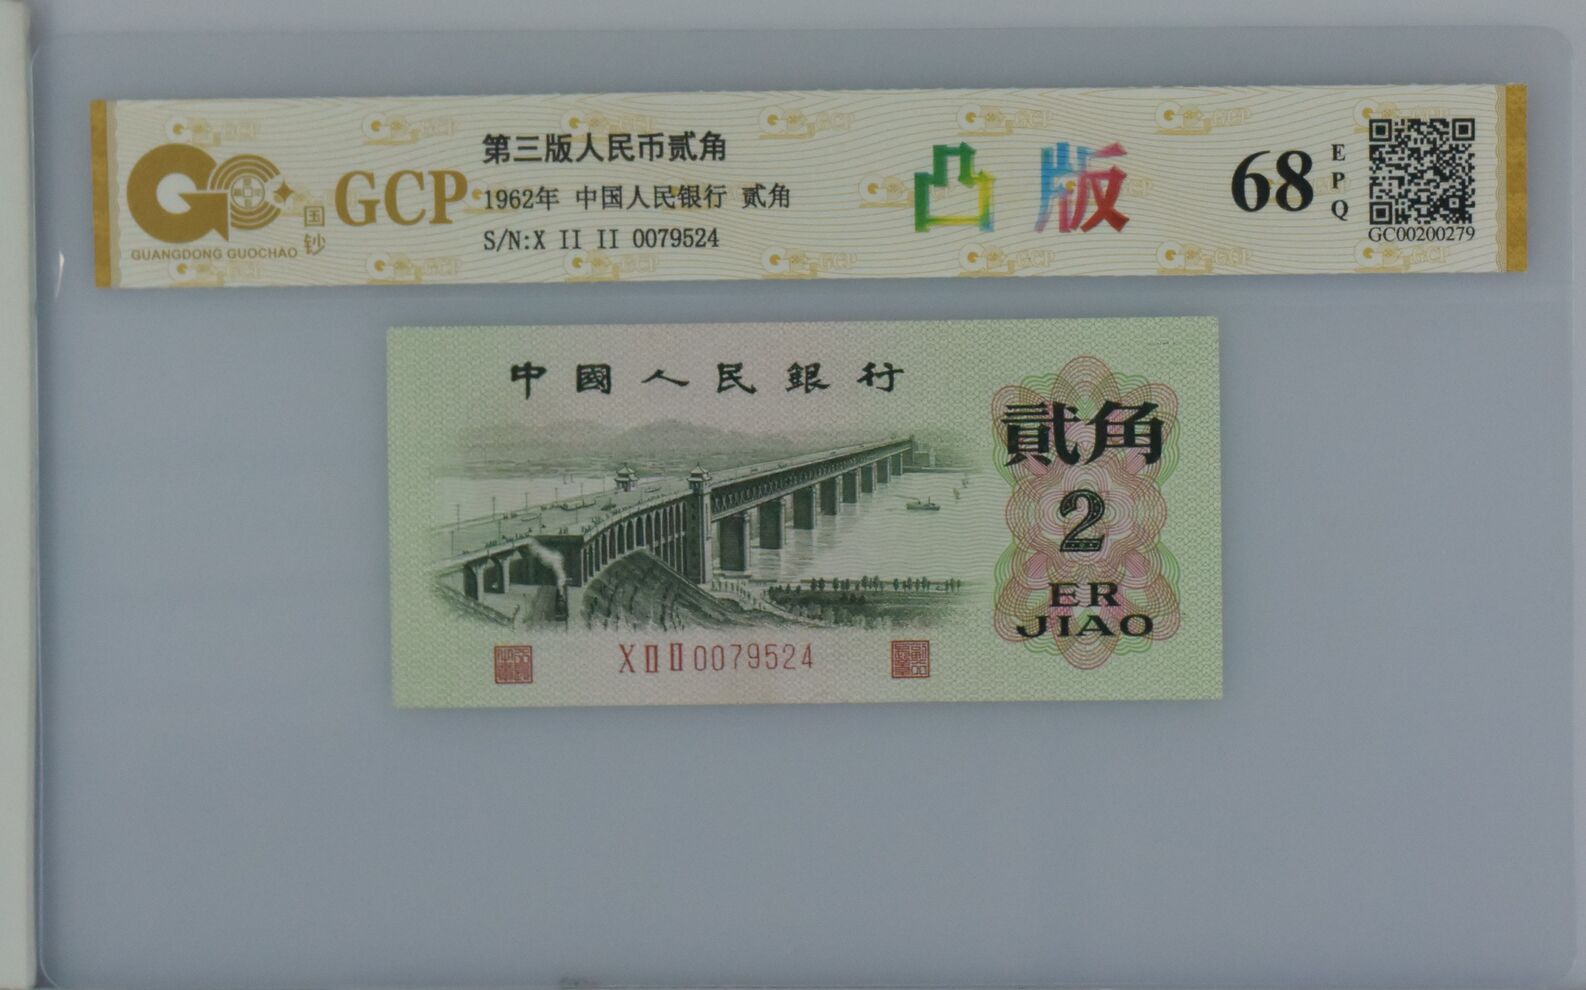 GUANGDONG GUOCHAO
国钞
GCP
第三版人民币贰角
1962年 中国人民银行 贰角
S/N:X II II 0079524
凸版
68
EPQ
GC00200279
中國人民銀行
貳角
2
ER
JIAO
X II II 0079524